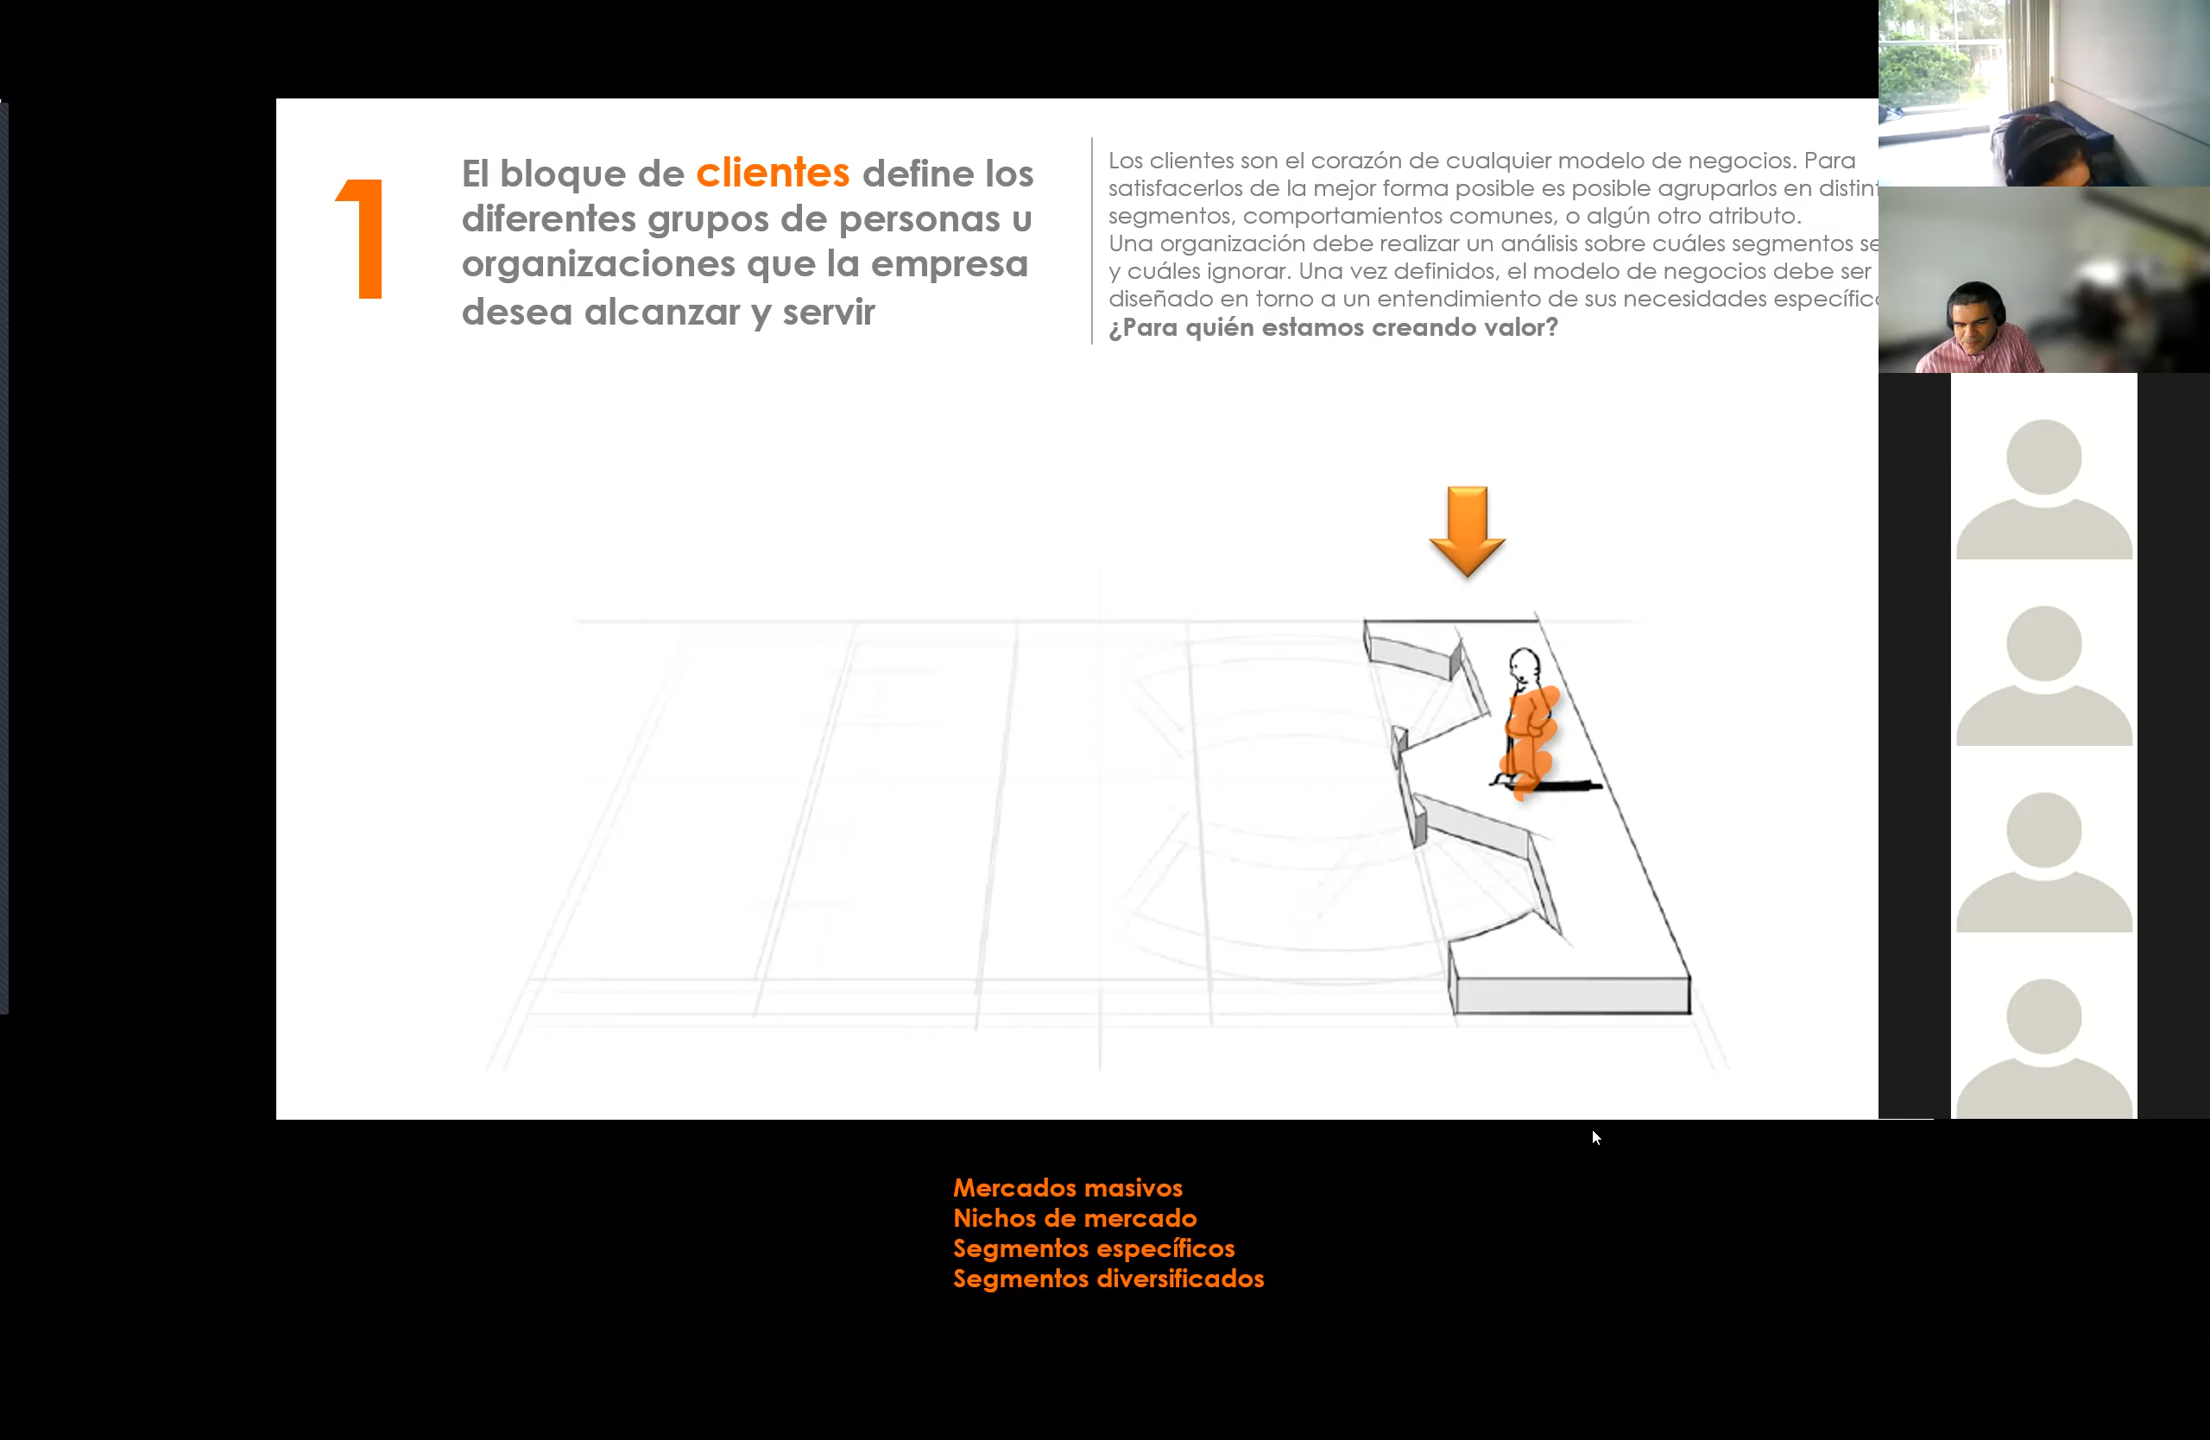 1
El bloque de clientes define los
diferentes grupos de personas u
organizaciones que la empresa
desea alcanzar y servir
Los clientes son el corazón de cualquier modelo de negocios. Para
satisfacerlos de la mejor forma posible es posible agruparlos en
segmentos, comportamientos comunes, o algún otro atributo.
Una organización debe realizar un análisis sobre cuáles segmentos
y cuáles ignorar. Una vez definidos, el modelo de negocios debe ser
diseñado en torno a un entendimiento de sus necesidades
¿Para quién estamos creando valor?
Mercados masivos
Nichos de mercado
Segmentos específicos
Segmentos diversificados